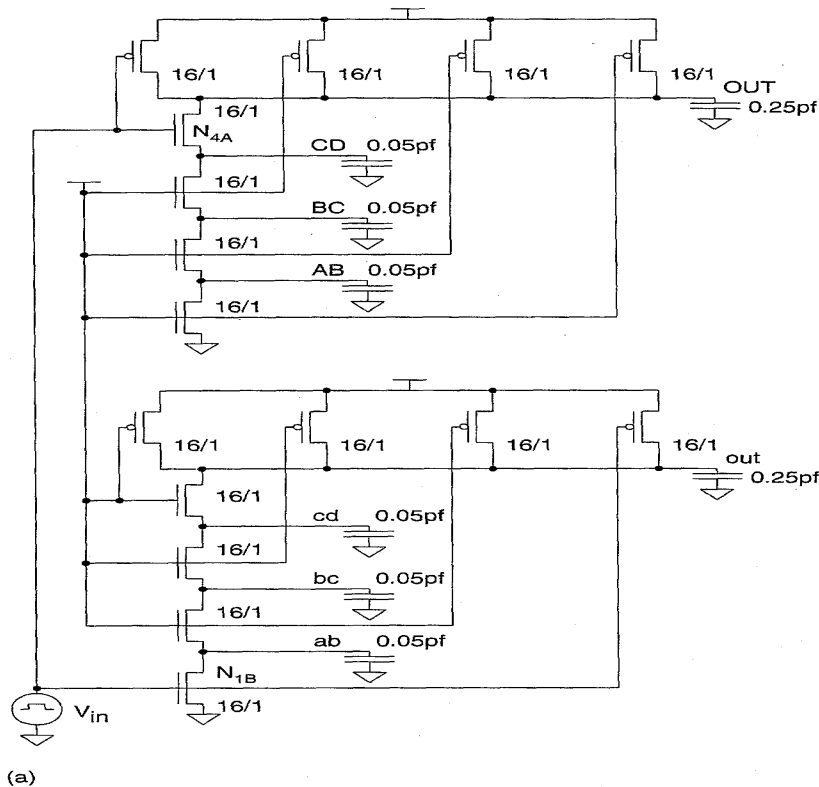 16/1 16/1 16/1 16/1 OUT
0.25pf
16/1
N4A
CD 0.05pf
16/1
BC 0.05pf
16/1
AB 0.05pf
16/1
16/1 16/1 16/1 16/1 out
0.25pf
16/1
cd 0.05pf
16/1
bc 0.05pf
16/1
ab 0.05pf
N1B
16/1
Vin
(a)